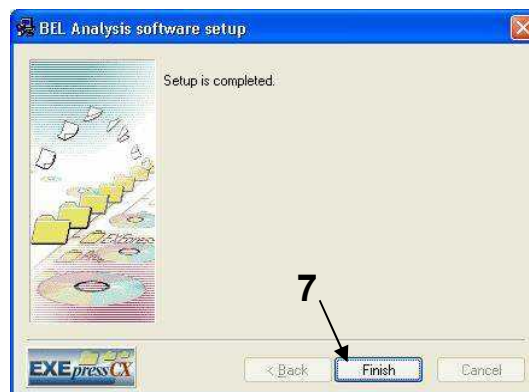 BEL Analysis software setup
Setup is completed.
7
EXEpressCX
< Back
Finish
Cancel